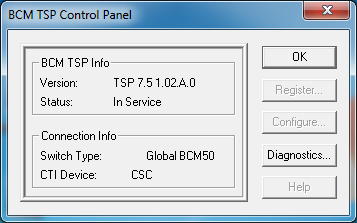 BCM TSP Control Panel
BCM TSP Info
Version: TSP 7.5 1.02.A.0
Status: In Service
Connection Info
Switch Type: Global BCM50
CTI Device: CSC
OK
Register...
Configure...
Diagnostics...
Help